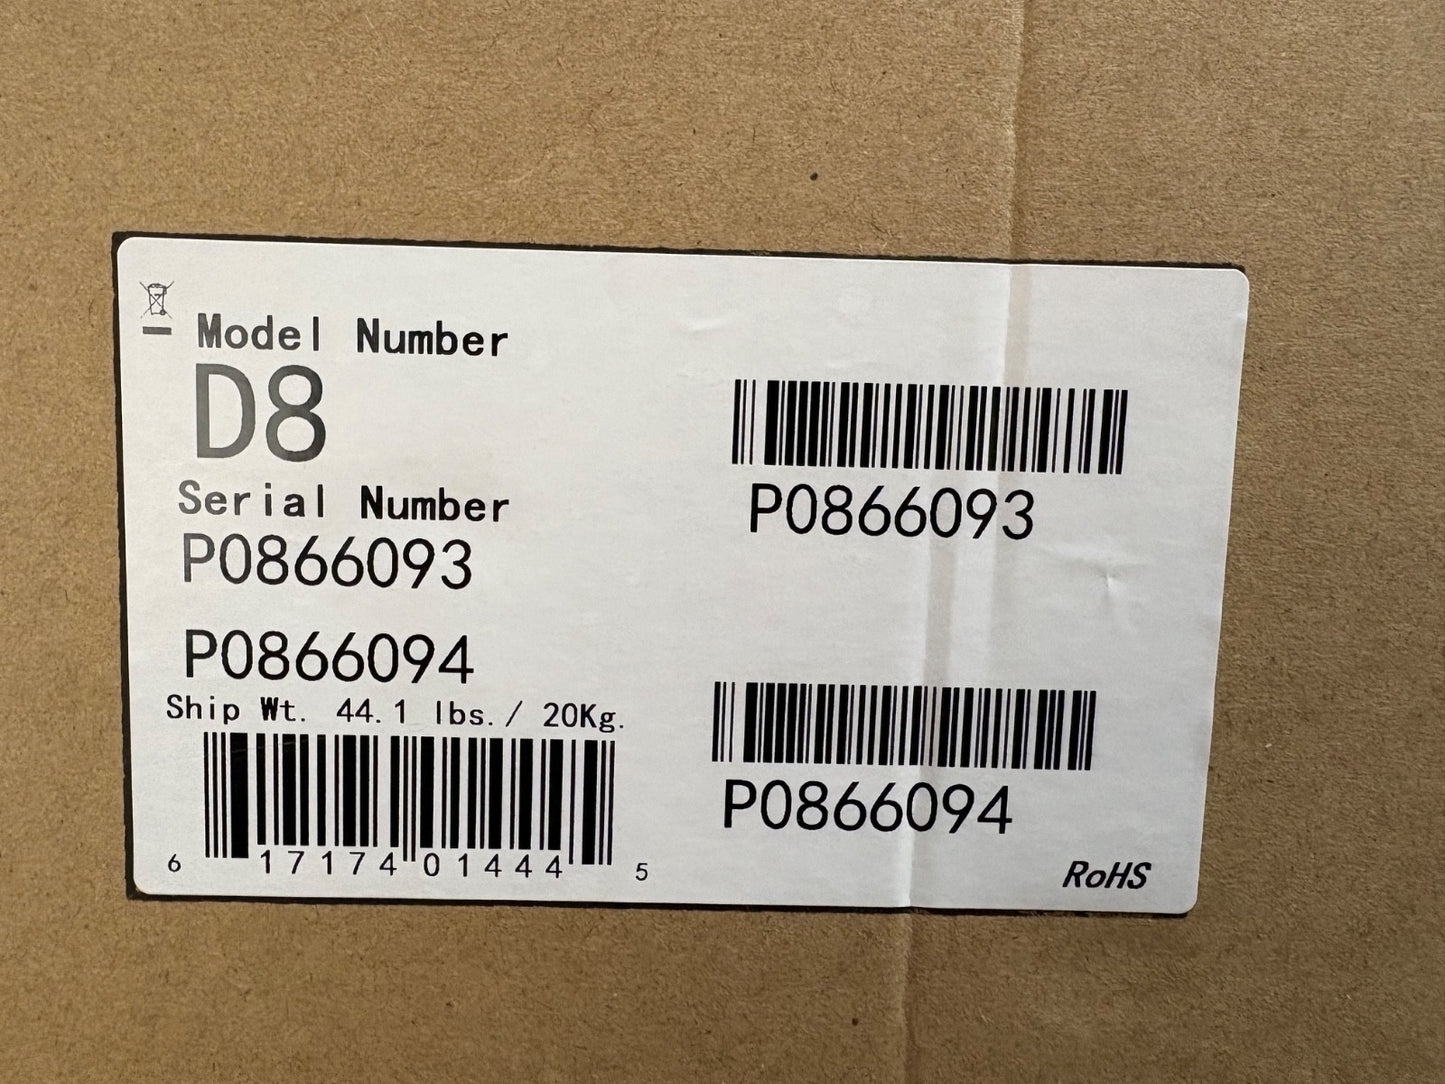 Model Number
D8
Serial Number
P0866093
P0866094
Ship Wt. 44.1 lbs./ 20Kg.
6 17174 01444 5
P0866093
P0866094
RoHS